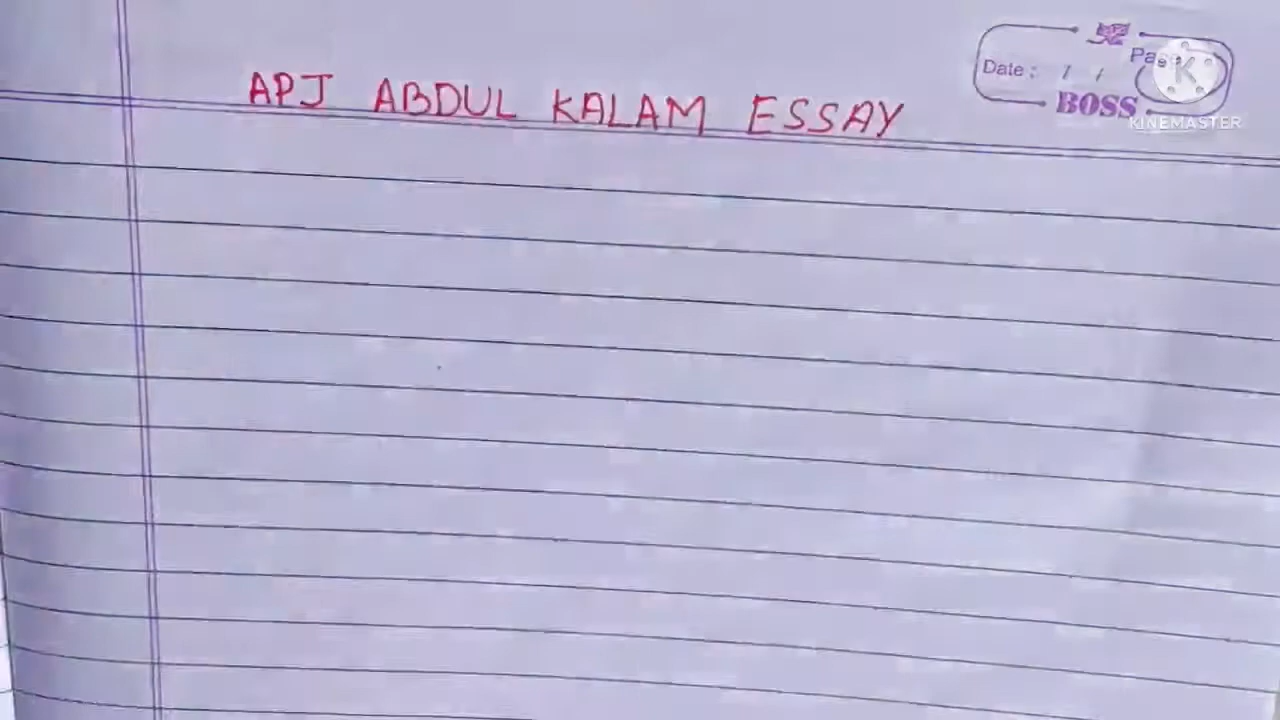 APJ ABDUL KALAM ESSAY
Date : / /
BOSS
KINEMASTER